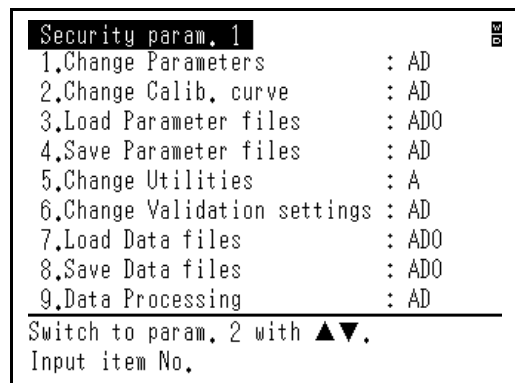 Security param. 1
1.Change Parameters : AD
2.Change Calib. curve : AD
3.Load Parameter files : ADO
4.Save Parameter files : AD
5.Change Utilities : A
6.Change Validation settings : AD
7.Load Data files : ADO
8.Save Data files : ADO
9.Data Processing : AD
Switch to param. 2 with ▲▼.
Input item No.